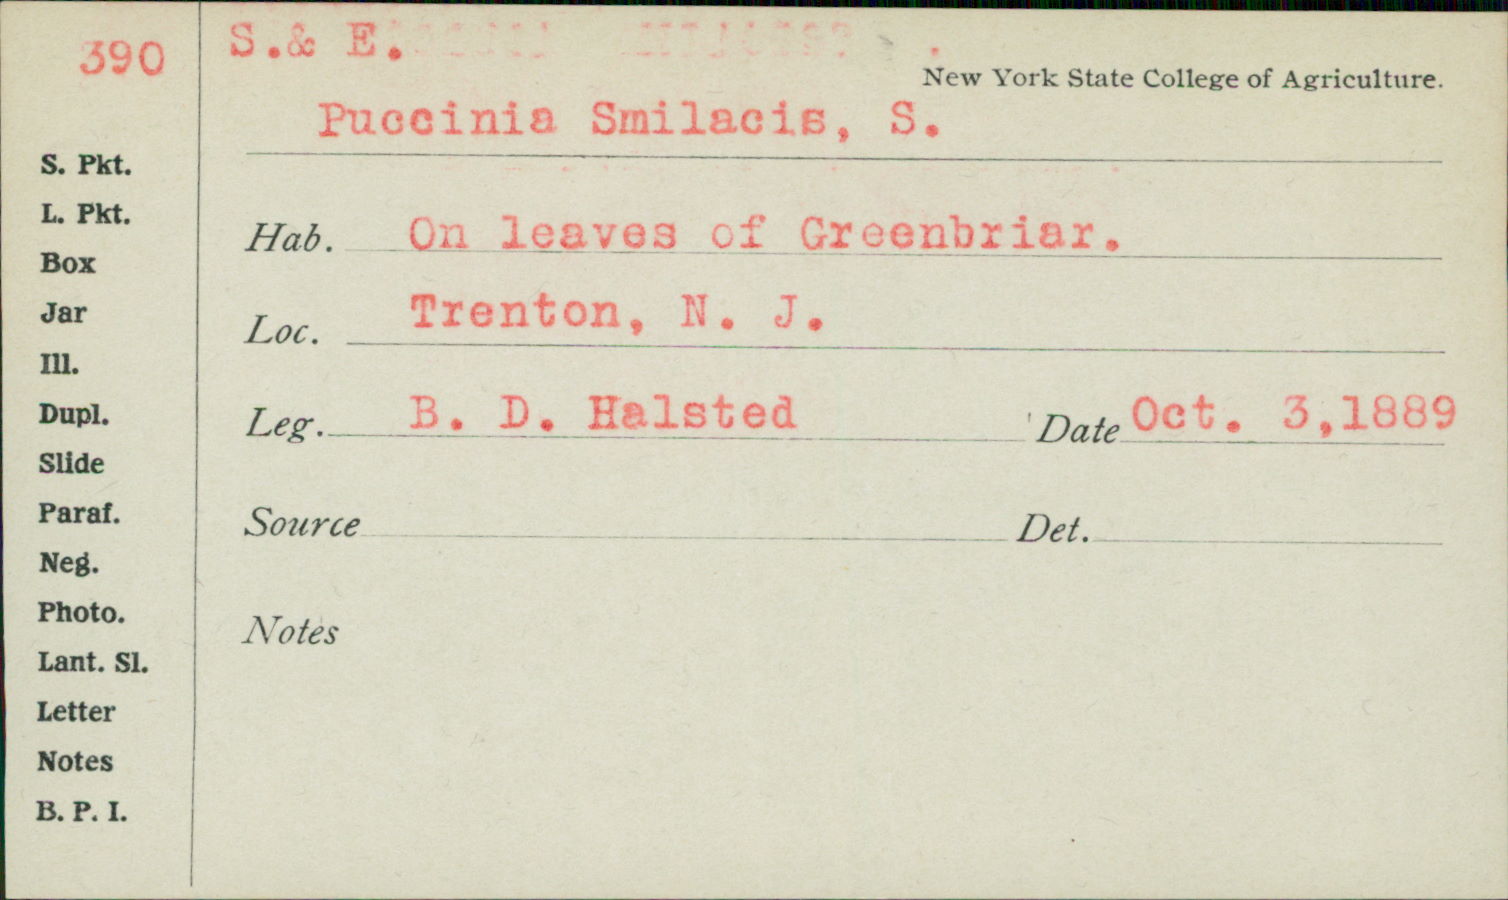 390
S.& E.
New York State College of Agriculture.
Puccinia Smilacis, S.
Hab. On leaves of Greenbriar.
Loc. Trenton, N. J.
Leg. B. D. Halsted Date Oct. 3,1889
Source Det.
Notes
S. Pkt.
L. Pkt.
Box
Jar
Ill.
Dupl.
Slide
Paraf.
Neg.
Photo.
Lant. Sl.
Letter
Notes
B. P. I.